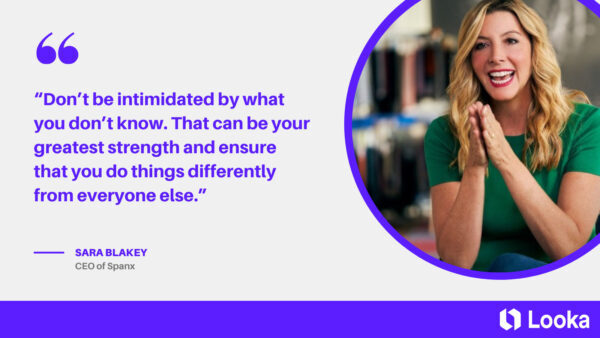 “Don’t be intimidated by what
you don’t know. That can be your
greatest strength and ensure
that you do things differently
from everyone else.”
SARA BLAKEY
CEO of Spanx
Looka